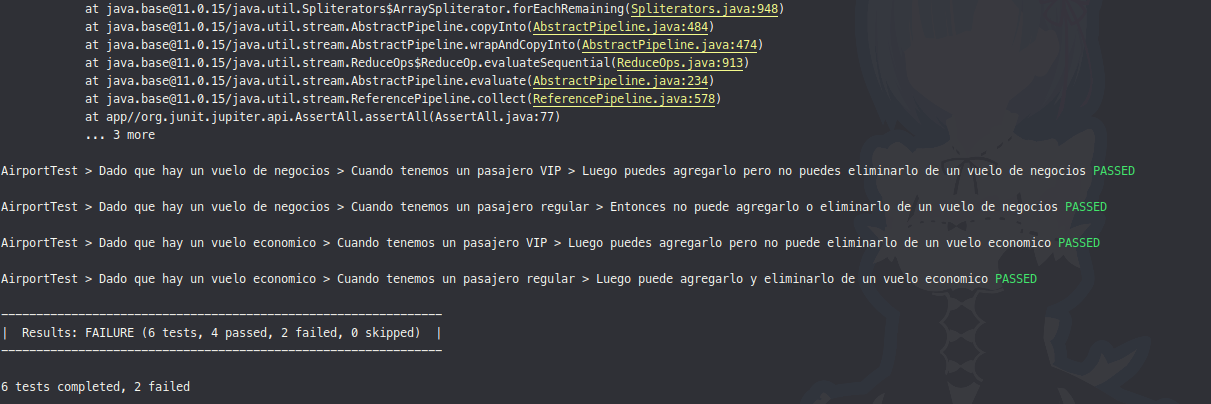 at java.base@11.0.15/java.util.Spliterators$ArraySpliterator.forEachRemaining(Spliterators.java:948)
at java.base@11.0.15/java.util.stream.AbstractPipeline.copyInto(AbstractPipeline.java:484)
at java.base@11.0.15/java.util.stream.AbstractPipeline.wrapAndCopyInto(AbstractPipeline.java:474)
at java.base@11.0.15/java.util.stream.ReduceOps$ReduceOp.evaluateSequential(ReduceOps.java:913)
at java.base@11.0.15/java.util.stream.AbstractPipeline.evaluate(AbstractPipeline.java:234)
at java.base@11.0.15/java.util.stream.ReferencePipeline.collect(ReferencePipeline.java:578)
at app//org.junit.jupiter.api.AssertAll.assertAll(AssertAll.java:77)
... 3 more
AirportTest > Dado que hay un vuelo de negocios > Cuando tenemos un pasajero VIP > Luego puedes agregarlo pero no puedes eliminarlo de un vuelo de negocios PASSED
AirportTest > Dado que hay un vuelo de negocios > Cuando tenemos un pasajero regular > Entonces no puede agregarlo o eliminarlo de un vuelo de negocios PASSED
AirportTest > Dado que hay un vuelo economico > Cuando tenemos un pasajero VIP > Luego puedes agregarlo pero no puede eliminarlo de un vuelo economico PASSED
AirportTest > Dado que hay un vuelo economico > Cuando tenemos un pasajero regular > Luego puede agregarlo y eliminarlo de un vuelo economico PASSED
---------------------------------------------------------------
|  Results: FAILURE (6 tests, 4 passed, 2 failed, 0 skipped)  |
---------------------------------------------------------------
6 tests completed, 2 failed